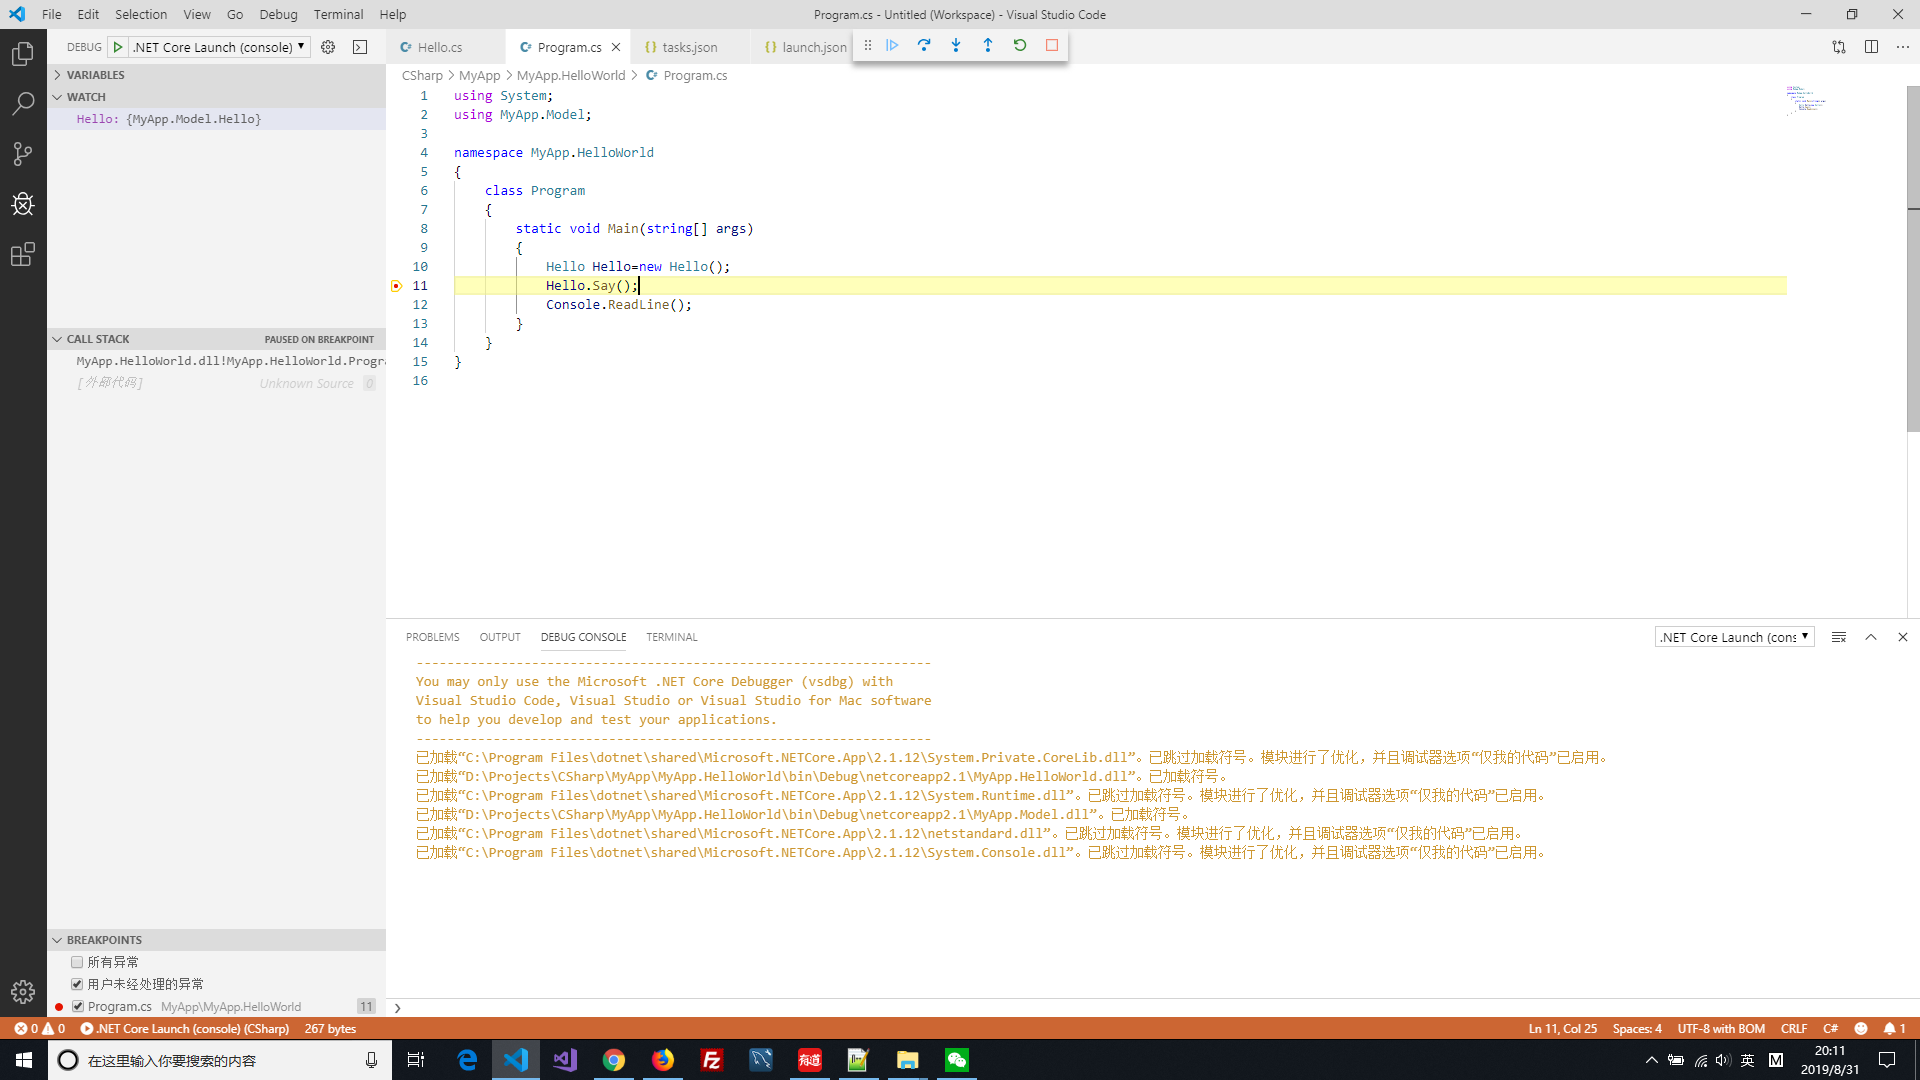 File Edit Selection View Go Debug Terminal Help
Program.cs - Untitled (Workspace) - Visual Studio Code
DEBUG .NET Core Launch (console)
Hello.cs Program.cs tasks.json launch.json
VARIABLES
WATCH
Hello: {MyApp.Model.Hello}
CALL STACK PAUSED ON BREAKPOINT
MyApp.HelloWorld.dll!MyApp.HelloWorld.Progra
[外部代码] Unknown Source 0
BREAKPOINTS
所有异常
用户未经处理的异常
Program.cs MyApp\MyApp.HelloWorld 11
CSharp MyApp MyApp.HelloWorld Program.cs
1 using System;
2 using MyApp.Model;
3
4 namespace MyApp.HelloWorld
5 {
6 class Program
7 {
8 static void Main(string[] args)
9 {
10 Hello Hello=new Hello();
11 Hello.Say();
12 Console.ReadLine();
13 }
14 }
15 }
16
PROBLEMS OUTPUT DEBUG CONSOLE TERMINAL
.NET Core Launch (cons
-------------------------------------------------------------------
You may only use the Microsoft .NET Core Debugger (vsdbg) with
Visual Studio Code, Visual Studio or Visual Studio for Mac software
to help you develop and test your applications.
-------------------------------------------------------------------
已加载“C:\Program Files\dotnet\shared\Microsoft.NETCore.App\2.1.12\System.Private.CoreLib.dll”。已跳过加载符号。模块进行了优化，并且调试器选项“仅我的代码”已启用。
已加载“D:\Projects\CSharp\MyApp\MyApp.HelloWorld\bin\Debug\netcoreapp2.1\MyApp.HelloWorld.dll”。已加载符号。
已加载“C:\Program Files\dotnet\shared\Microsoft.NETCore.App\2.1.12\System.Runtime.dll”。已跳过加载符号。模块进行了优化，并且调试器选项“仅我的代码”已启用。
已加载“D:\Projects\CSharp\MyApp\MyApp.HelloWorld\bin\Debug\netcoreapp2.1\MyApp.Model.dll”。已加载符号。
已加载“C:\Program Files\dotnet\shared\Microsoft.NETCore.App\2.1.12\netstandard.dll”。已跳过加载符号。模块进行了优化，并且调试器选项“仅我的代码”已启用。
已加载“C:\Program Files\dotnet\shared\Microsoft.NETCore.App\2.1.12\System.Console.dll”。已跳过加载符号。模块进行了优化，并且调试器选项“仅我的代码”已启用。
0 0 .NET Core Launch (console) (CSharp) 267 bytes
Ln 11, Col 25 Spaces: 4 UTF-8 with BOM CRLF C# 1
在这里输入你要搜索的内容
有道
英 M
20:11
2019/8/31